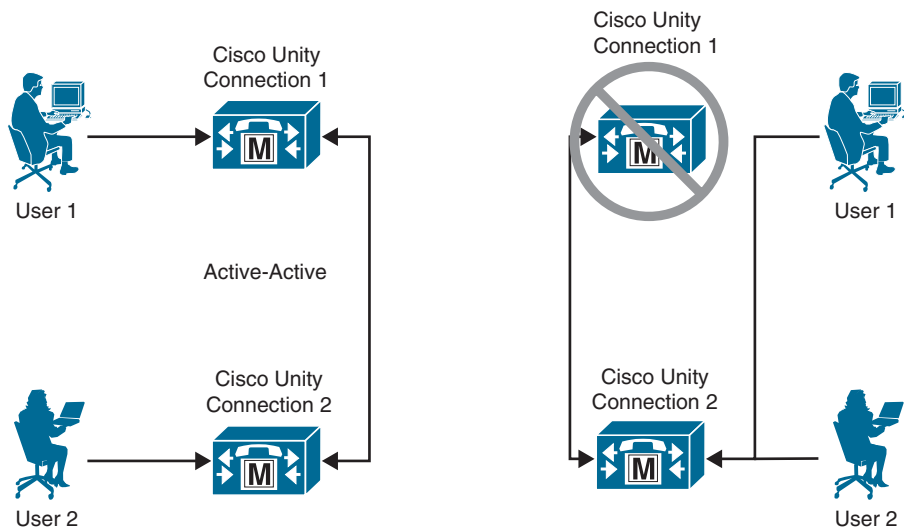 Cisco Unity
Connection 1
M
User 1
Active-Active
Cisco Unity
Connection 2
M
User 2
Cisco Unity
Connection 1
M
User 1
Cisco Unity
Connection 2
M
User 2